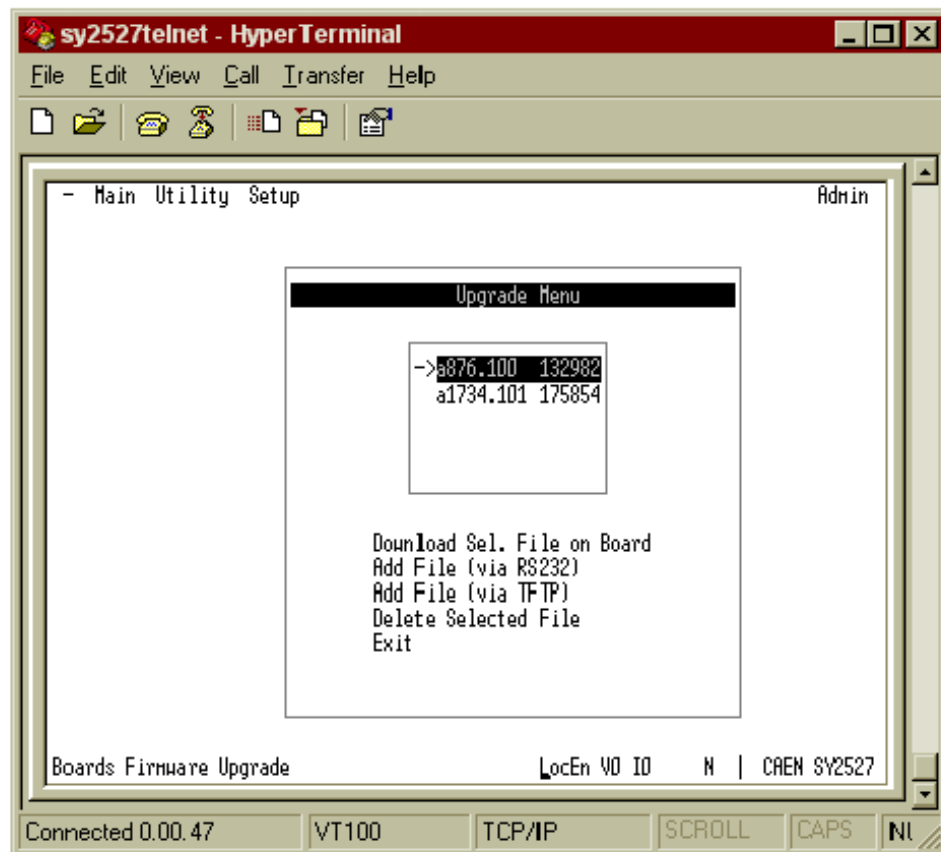 sy2527telnet - HyperTerminal
File Edit View Call Transfer Help
- Main Utility Setup Admin
Upgrade Menu
->a876.100 132982
a1734.101 175854
Download Sel. File on Board
Add File (via RS232)
Add File (via TFTP)
Delete Selected File
Exit
Boards Firmware Upgrade LocEn V0 I0 N | CAEN SY2527
Connected 0.00.47 VT100 TCP/IP SCROLL CAPS